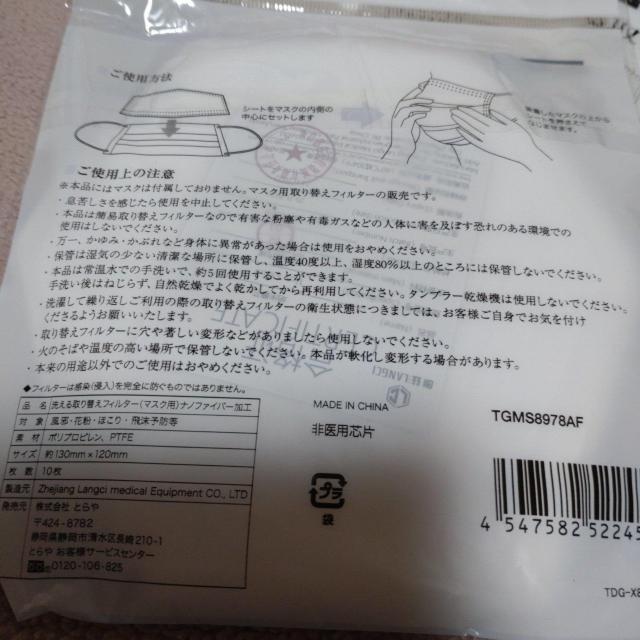 ご使用方法
シートをマスクの内側の
中心にセットします
ご使用上の注意
※本品にはマスクは付属しておりません。マスク用取り替えフィルターの販売です。
・息苦しさを感じたら使用を中止してください。
・本品は簡易取り替えフィルターなので有害な粉塵や有毒ガスなどの人体に害を及ぼす恐れのある環境での
使用はしないでください。
・万一、かゆみ・かぶれなど身体に異常があった場合は使用をおやめください。
・保管は湿気の少ない清潔な場所に保管し、温度40度以上、湿度80%以上のところには保管しないでください。
・本品は常温水での手洗いで、約5回使用することができます。
手洗い後はねじらず、自然乾燥でよく乾かしてから再利用してください。タンブラー乾燥機は使用しないでください。
・洗濯して繰り返しご利用の際の取り替えフィルターの衛生状態につきましては、お客様ご自身でお気を付け
くださるようお願いいたします。
・取り替えフィルターに穴や著しい変形などがありましたら使用しないでください。
・火のそばや温度の高い場所で保管しないでください。本品が軟化し変形する場合があります。
・本来の用途以外でのご使用はおやめください。
◆フィルターは感染(侵入)を完全に防ぐものではありません。
品名 洗える取り替えフィルター(マスク用)ナノファイバー加工
対象 風邪・花粉・ほこり・飛沫予防等
素材 ポリプロピレン、PTFE
サイズ 約130mm×120mm
枚数 10枚
製造元 Zhejiang Langci medical Equipment CO., LTD
発売元 株式会社 とらや
〒424-8782
静岡県静岡市清水区長崎210-1
とらや お客様サービスセンター
0120-106-825
MADE IN CHINA
非医用芯片
プラ
袋
TGMS8978AF
4 547582 52245
TDG-X8